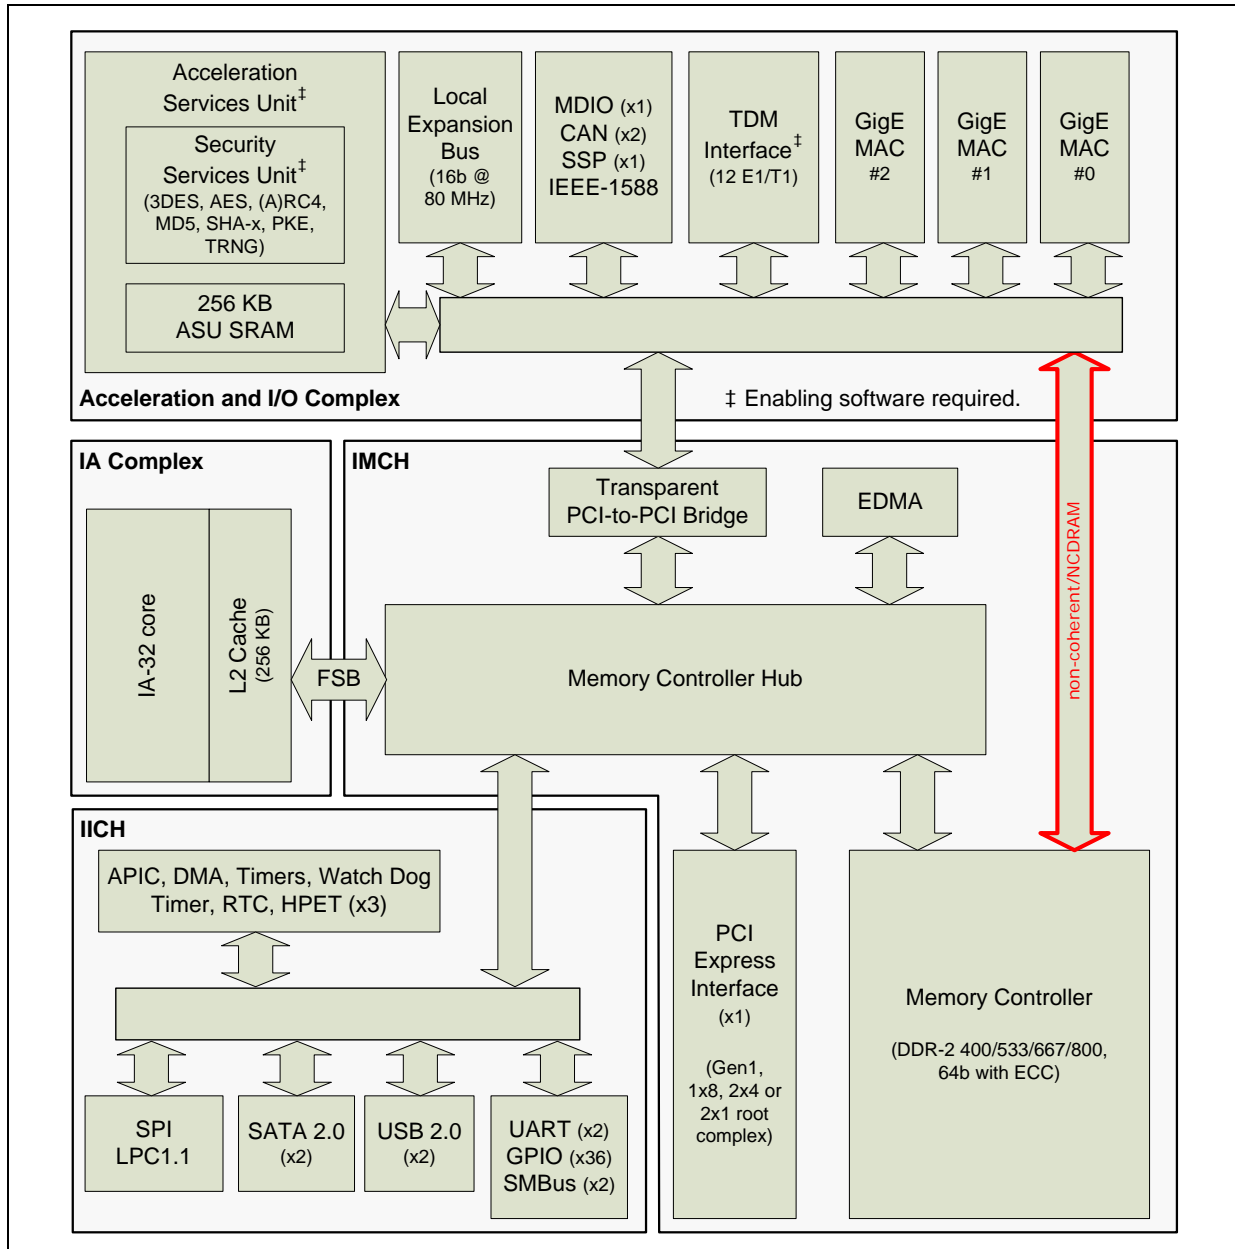 Acceleration
Services Unit‡
Security
Services Unit‡
(3DES, AES, (A)RC4,
MD5, SHA-x, PKE,
TRNG)
256 KB
ASU SRAM
Local
Expansion
Bus
(16b @
80 MHz)
MDIO (x1)
CAN (x2)
SSP (x1)
IEEE-1588
TDM
Interface‡
(12 E1/T1)
GigE
MAC
#2
GigE
MAC
#1
GigE
MAC
#0
Acceleration and I/O Complex
‡ Enabling software required.
IA Complex
IA-32 core
L2 Cache
(256 KB)
FSB
IMCH
Transparent
PCI-to-PCI Bridge
EDMA
Memory Controller Hub
non-coherent/NCDRAM
IICH
APIC, DMA, Timers, Watch Dog
Timer, RTC, HPET (x3)
SPI
LPC1.1
SATA 2.0
(x2)
USB 2.0
(x2)
UART (x2)
GPIO (x36)
SMBus (x2)
PCI
Express
Interface
(x1)
(Gen1,
1x8, 2x4 or
2x1 root
complex)
Memory Controller
(DDR-2 400/533/667/800,
64b with ECC)